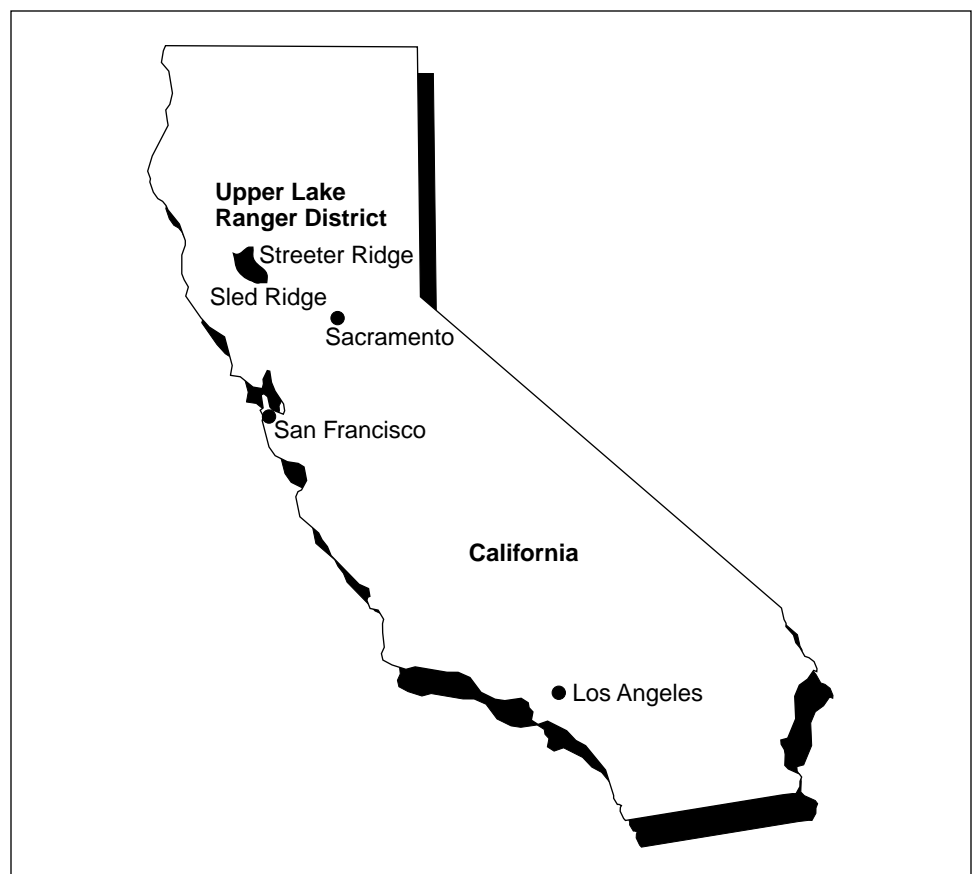 Upper Lake
Ranger District
Streeter Ridge
Sled Ridge
Sacramento
San Francisco
California
Los Angeles